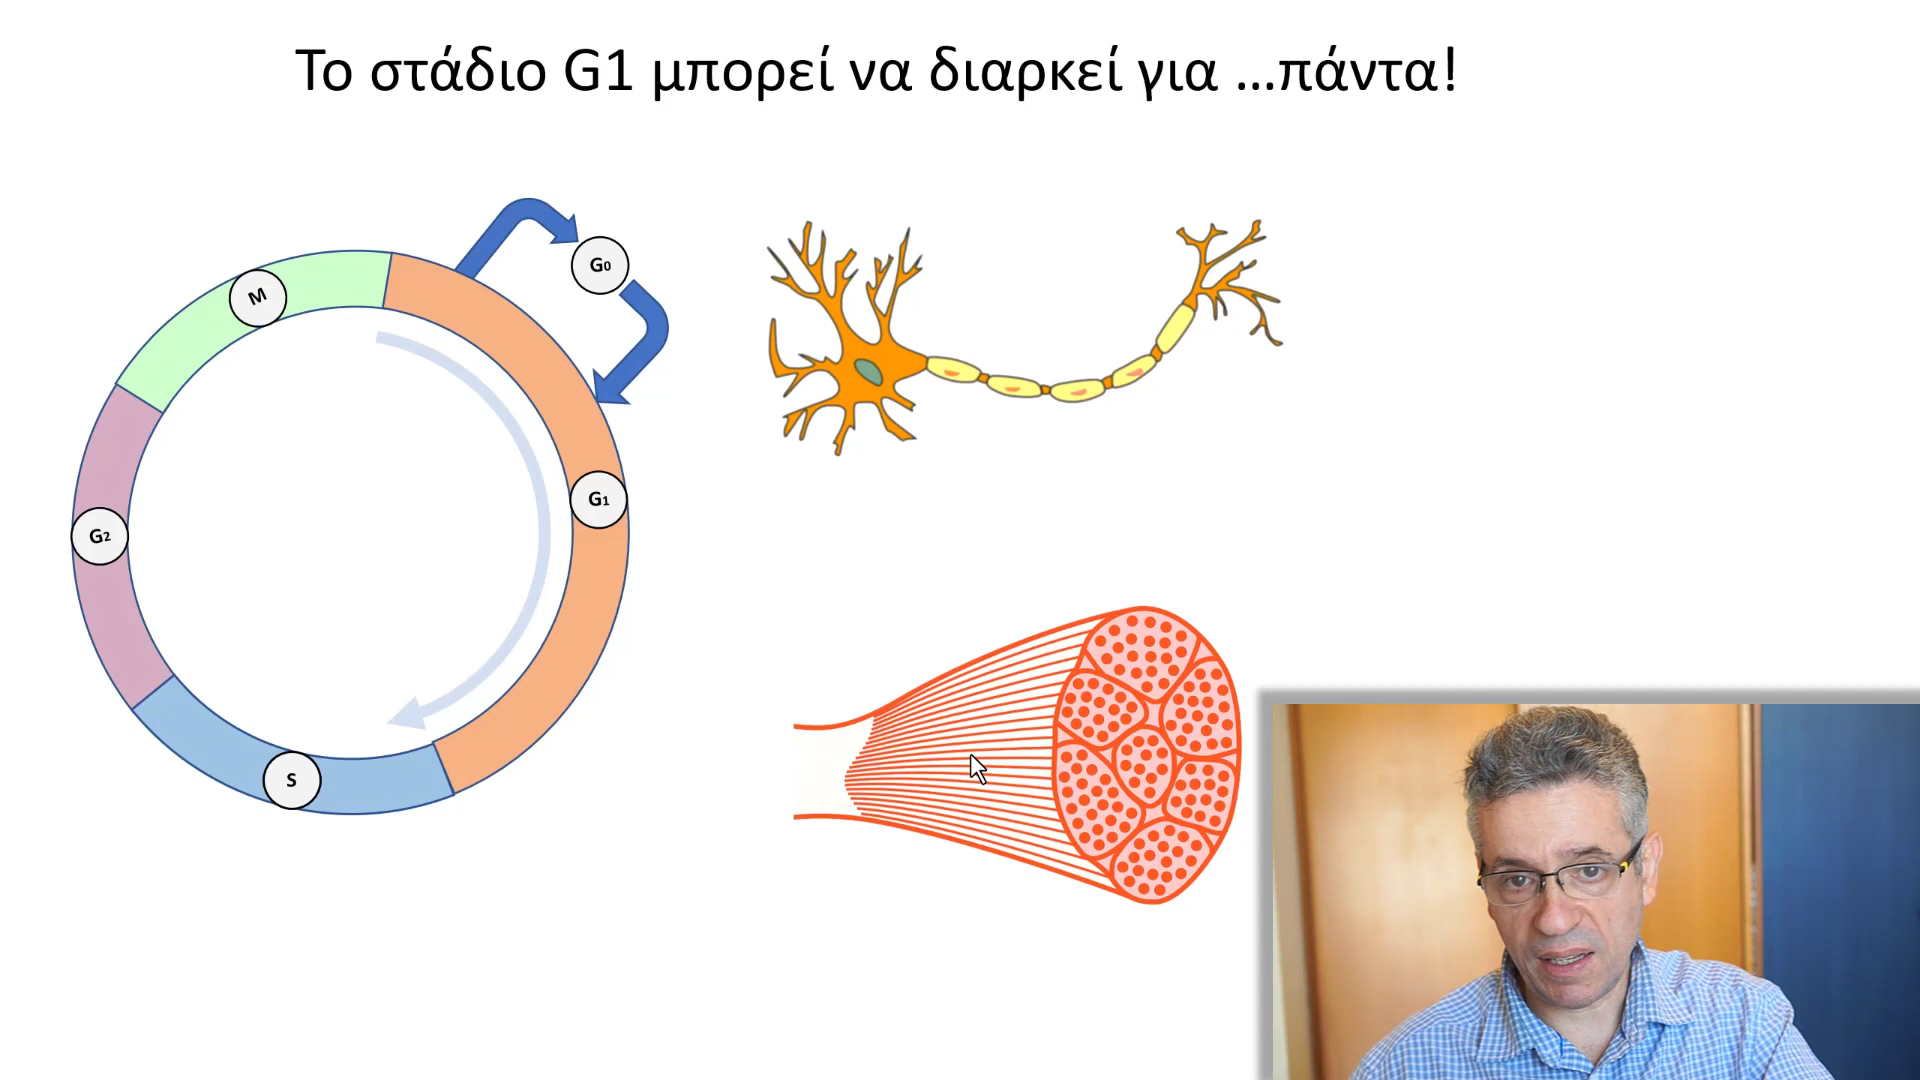 Το στάδιο G1 μπορεί να διαρκεί για ...πάντα!
G0
M
G1
G2
S